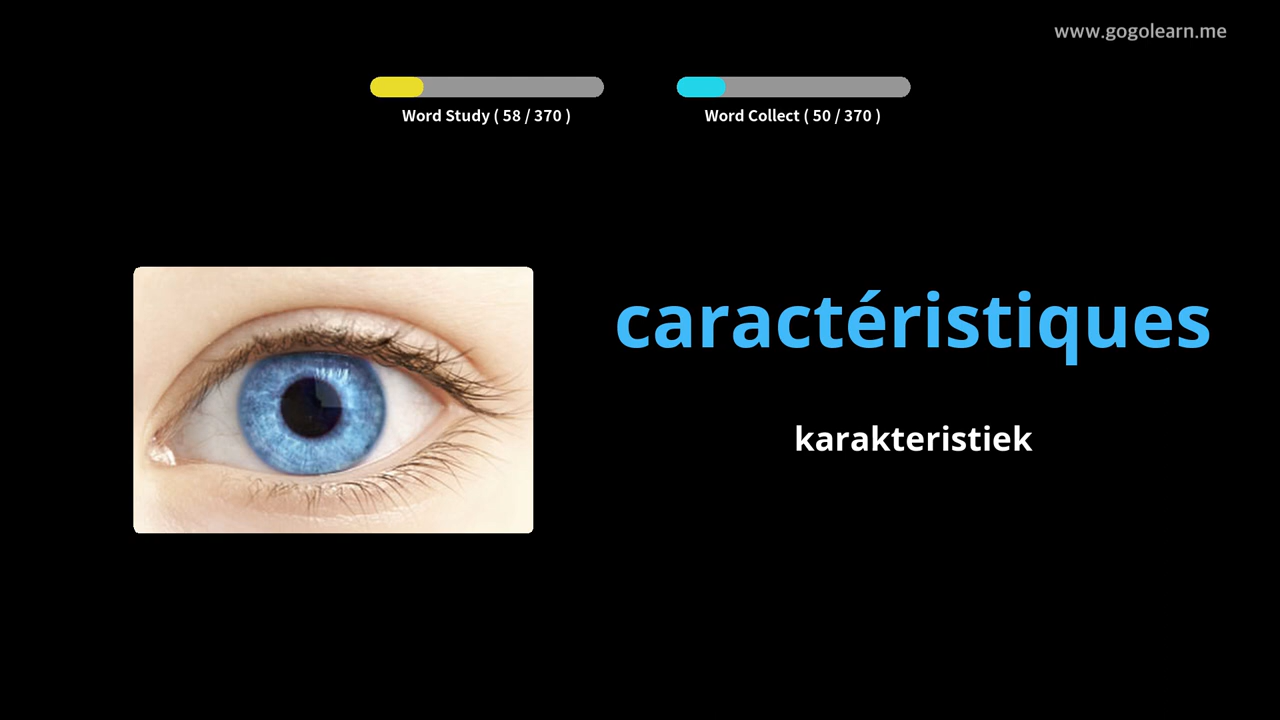 www.gogolearn.me
Word Study ( 58 / 370 )
Word Collect ( 50 / 370 )
caractéristiques
karakteristiek